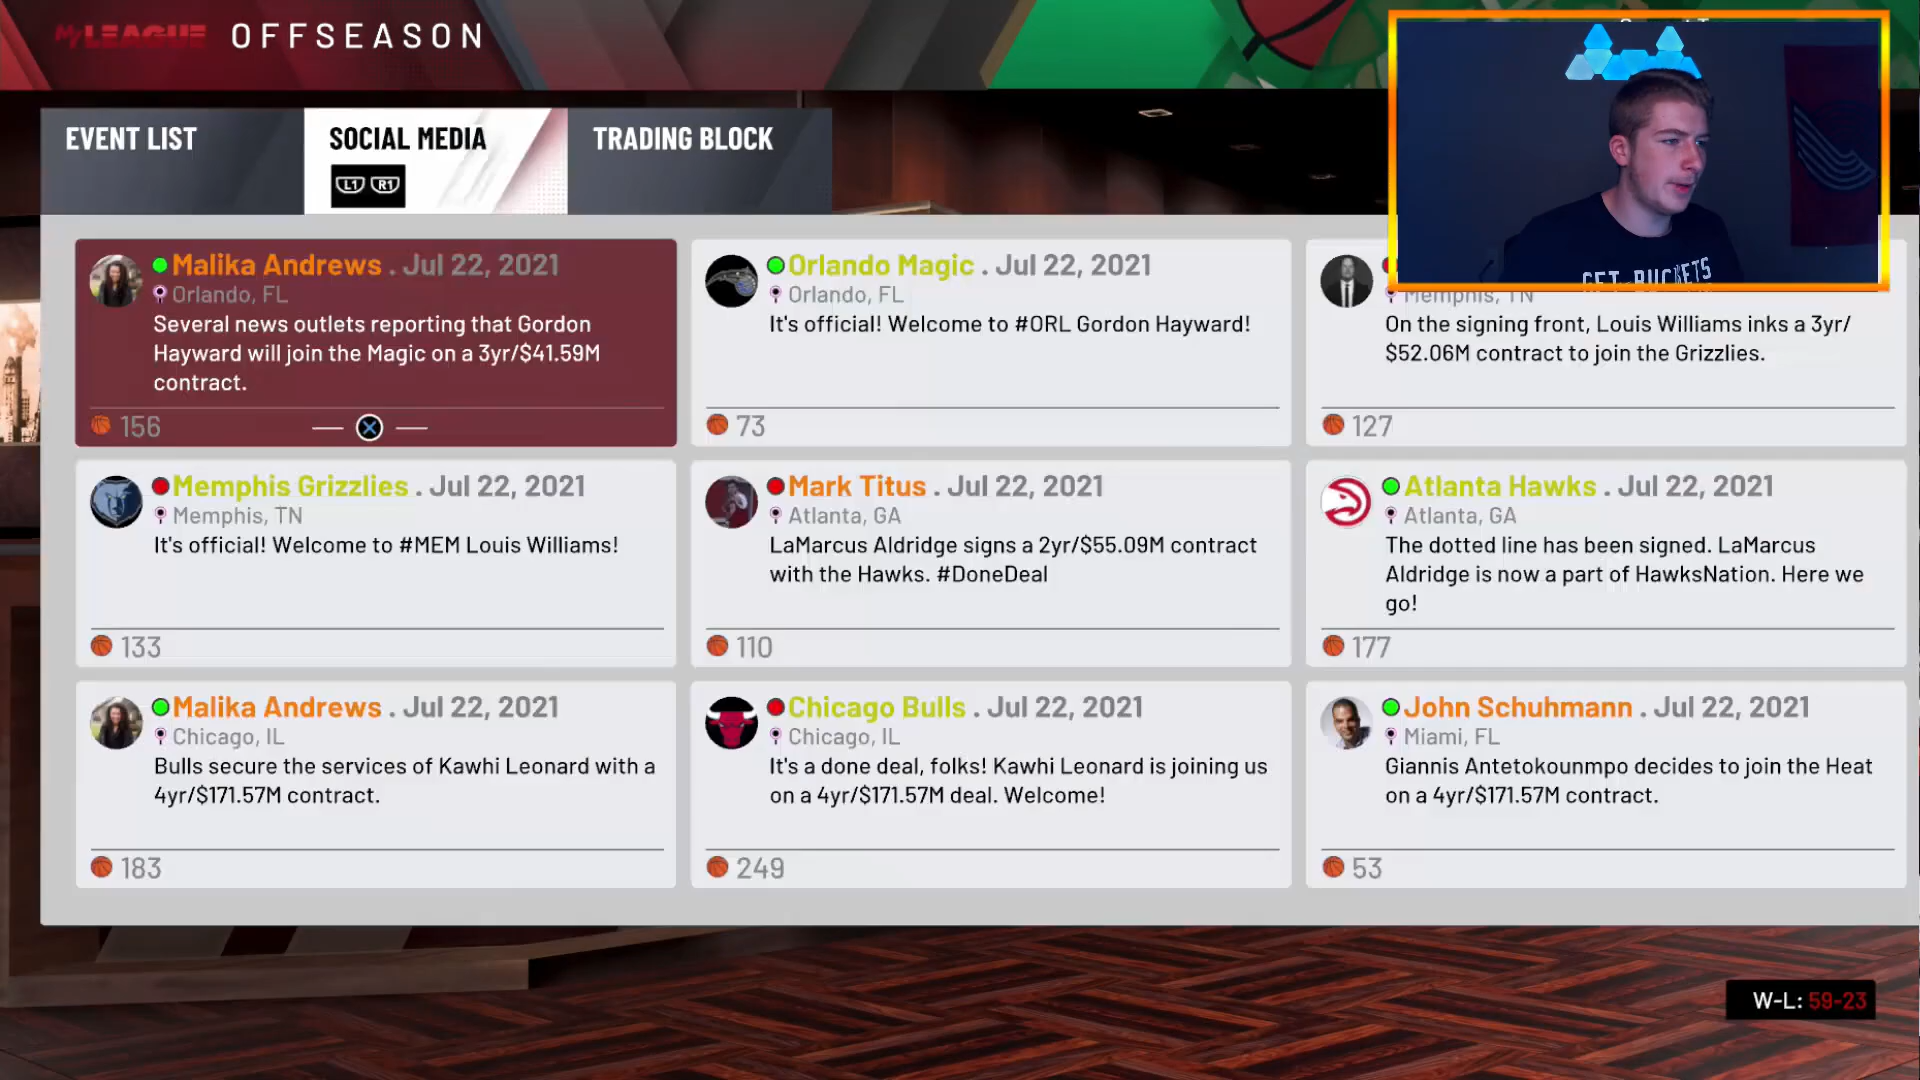 MyLEAGUE OFFSEASON
EVENT LIST
SOCIAL MEDIA
L1 R1
TRADING BLOCK
GET BUCKETS
Malika Andrews . Jul 22, 2021
Orlando, FL
Several news outlets reporting that Gordon
Hayward will join the Magic on a 3yr/$41.59M
contract.
156
Orlando Magic . Jul 22, 2021
Orlando, FL
It's official! Welcome to #ORL Gordon Hayward!
73
Memphis, TN
On the signing front, Louis Williams inks a 3yr/
$52.06M contract to join the Grizzlies.
127
Memphis Grizzlies . Jul 22, 2021
Memphis, TN
It's official! Welcome to #MEM Louis Williams!
133
Mark Titus . Jul 22, 2021
Atlanta, GA
LaMarcus Aldridge signs a 2yr/$55.09M contract
with the Hawks. #DoneDeal
110
Atlanta Hawks . Jul 22, 2021
Atlanta, GA
The dotted line has been signed. LaMarcus
Aldridge is now a part of HawksNation. Here we
go!
177
Malika Andrews . Jul 22, 2021
Chicago, IL
Bulls secure the services of Kawhi Leonard with a
4yr/$171.57M contract.
183
Chicago Bulls . Jul 22, 2021
Chicago, IL
It's a done deal, folks! Kawhi Leonard is joining us
on a 4yr/$171.57M deal. Welcome!
249
John Schuhmann . Jul 22, 2021
Miami, FL
Giannis Antetokounmpo decides to join the Heat
on a 4yr/$171.57M contract.
53
W-L: 59-23